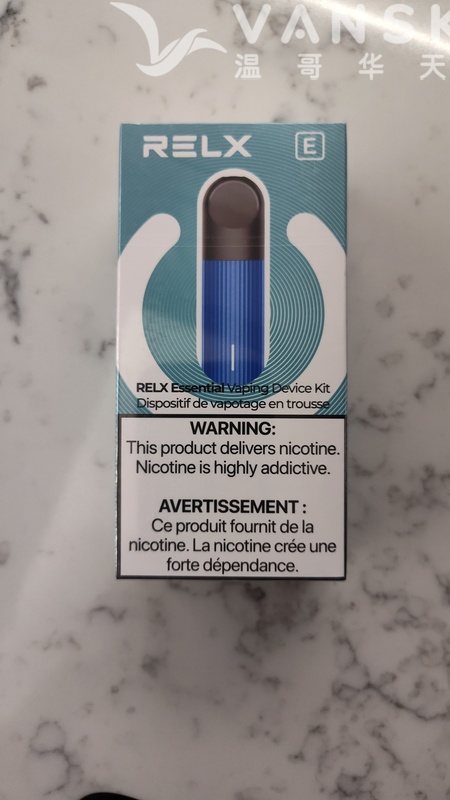 VANSK
温哥华天
RELX E
RELX Essential Vaping Device Kit
Dispositif de vapotage en trousse
WARNING:
This product delivers nicotine.
Nicotine is highly addictive.
AVERTISSEMENT :
Ce produit fournit de la
nicotine. La nicotine crée une
forte dépendance.